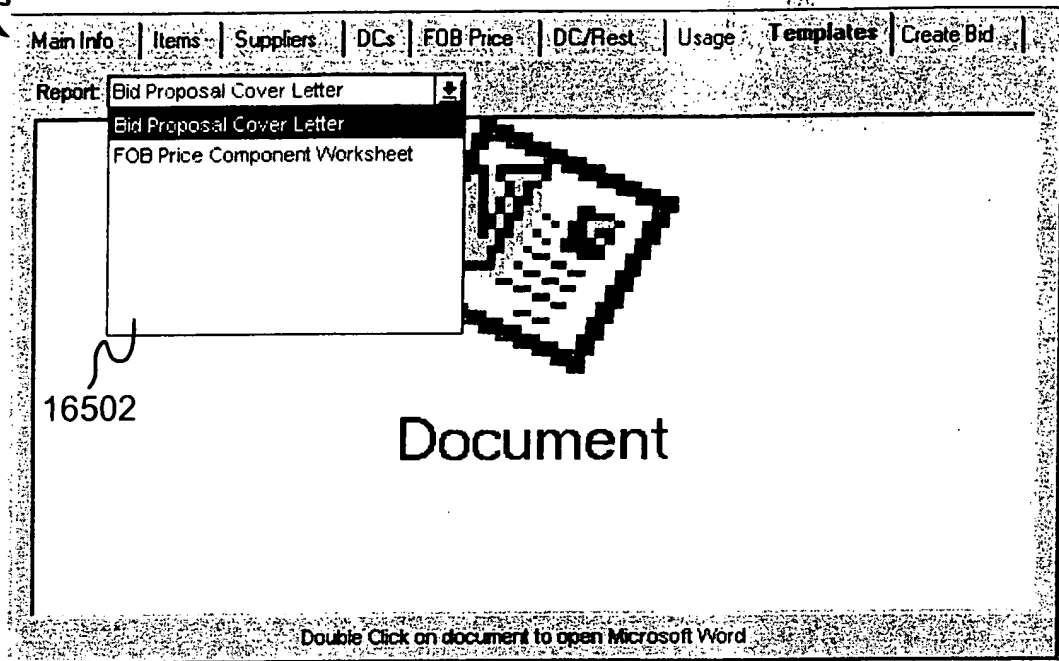 Main Info Items Suppliers DCs FOB Price DC/Rest. Usage Templates Create Bid
Report: Bid Proposal Cover Letter
Bid Proposal Cover Letter
FOB Price Component Worksheet
16502
Document
Double Click on document to open Microsoft Word